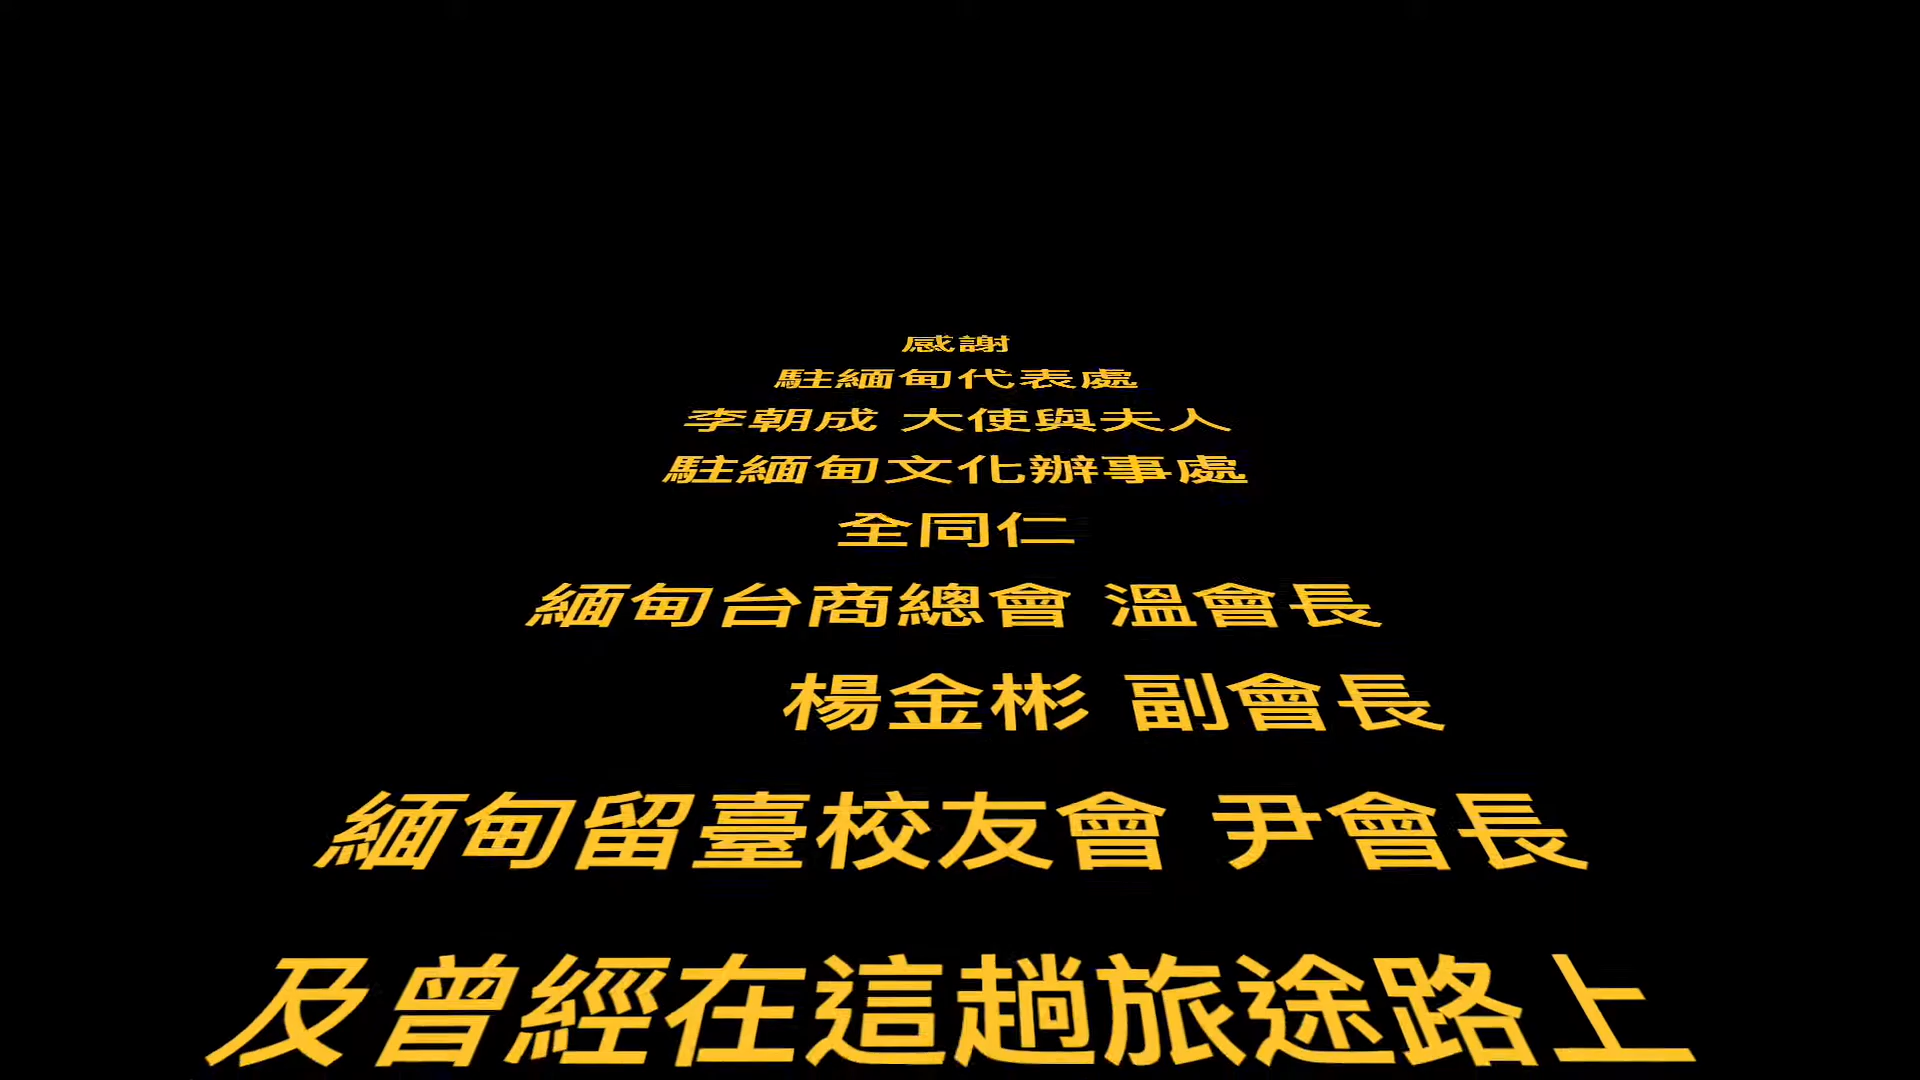 感謝
駐緬甸代表處
李朝成 大使與夫人
駐緬甸文化辦事處
全同仁
緬甸台商總會 溫會長
楊金彬 副會長
緬甸留臺校友會 尹會長
及曾經在這趟旅途路上